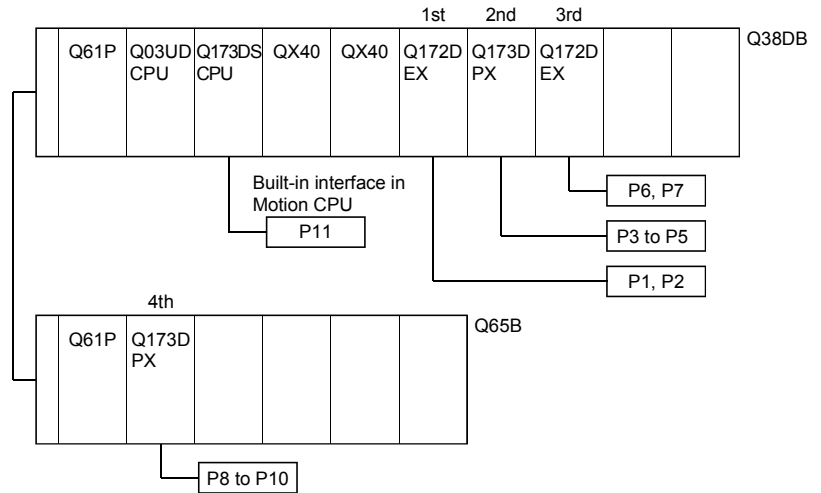 1st 2nd 3rd
Q61P Q03UD CPU Q173DS CPU QX40 QX40 Q172D EX Q173D PX Q172D EX Q38DB
Built-in interface in
Motion CPU
P11
P6, P7
P3 to P5
P1, P2
4th
Q61P Q173D PX Q65B
P8 to P10